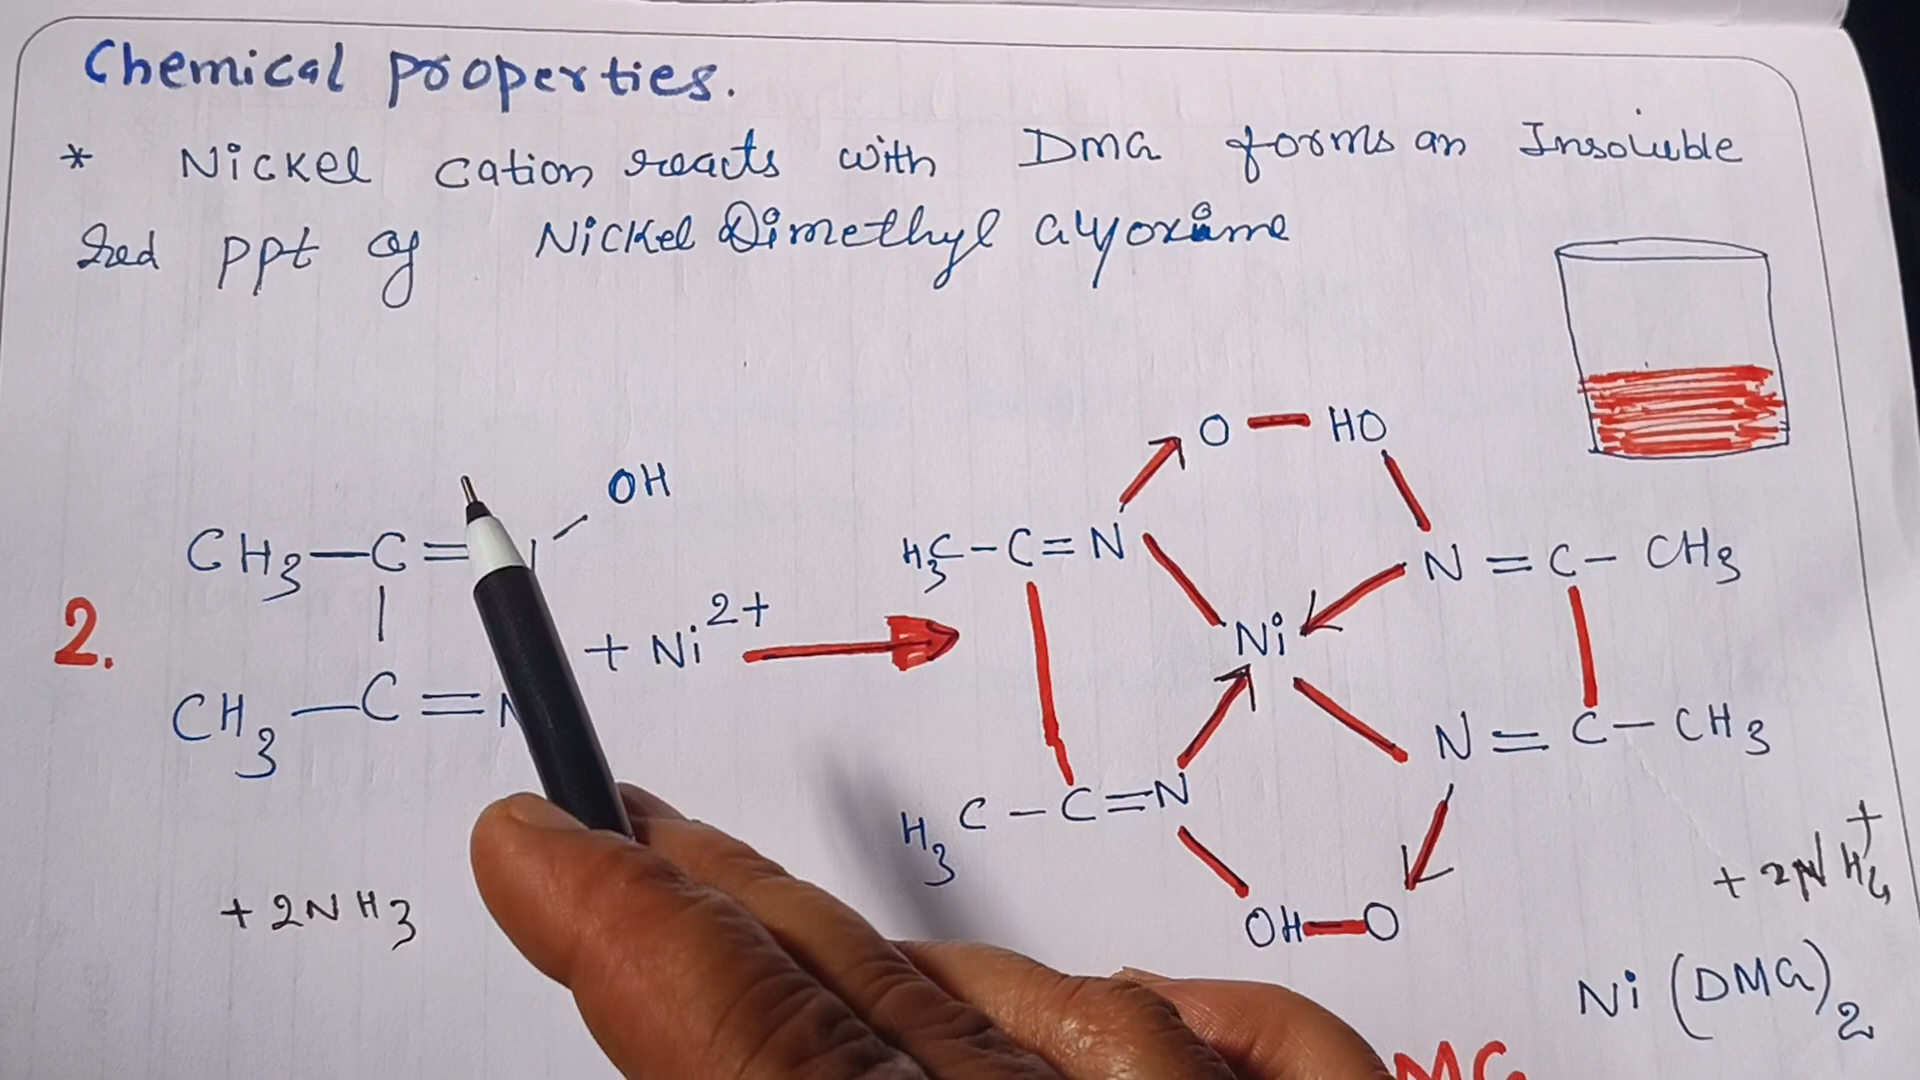 Chemical properties.
* Nickel cation reacts with DMG forms an Insoluble
red ppt of Nickel Dimethyl Glyoxime
O HO
OH
CH3-C=
H3C-C=N N=C-CH3
2. + Ni2+ Ni
CH3-C=N
N=C-CH3
H3C-C=N
+ 2NH3
+ 2NH4+
OH O
Ni (DMG)2
MG